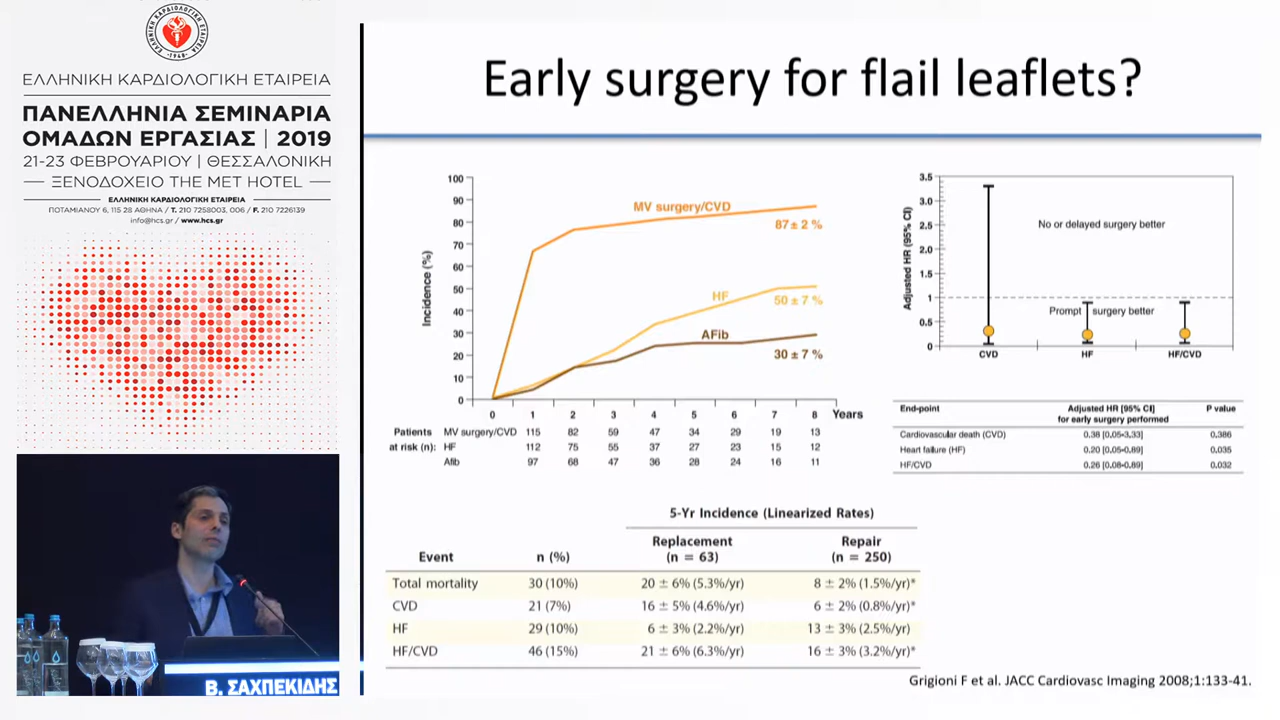 ΕΛΛΗΝΙΚΗ ΚΑΡΔΙΟΛΟΓΙΚΗ ΕΤΑΙΡΕΙΑ
·1948·
ΕΛΛΗΝΙΚΗ ΚΑΡΔΙΟΛΟΓΙΚΗ ΕΤΑΙΡΕΙΑ
ΠΑΝΕΛΛΗΝΙΑ ΣΕΜΙΝΑΡΙΑ
ΟΜΑΔΩΝ ΕΡΓΑΣΙΑΣ | 2019
21-23 ΦΕΒΡΟΥΑΡΙΟΥ | ΘΕΣΣΑΛΟΝΙΚΗ
ΞΕΝΟΔΟΧΕΙΟ THE MET HOTEL
ΕΛΛΗΝΙΚΗ ΚΑΡΔΙΟΛΟΓΙΚΗ ΕΤΑΙΡΕΙΑ
ΠΟΤΑΜΙΑΝΟΥ 6, 115 28 ΑΘΗΝΑ / Τ. 210 7258003, 006 / F. 210 7226139
info@hcs.gr / www.hcs.gr
Β. ΣΑΧΠΕΚΙΔΗΣ
Early surgery for flail leaflets?
Incidence (%)
100
90
80
70
60
50
40
30
20
10
0
MV surgery/CVD
87± 2 %
HF
50 ± 7 %
AFib
30 ± 7 %
0 1 2 3 4 5 6 7 8 Years
Patients MV surgery/CVD 115 82 59 47 34 29 19 13
at risk (n): HF 112 75 55 37 27 23 15 12
Afib 97 68 47 36 28 24 16 11
Adjusted HR (95% CI)
3.5
3.0
2.5
2.0
1.5
1
0.5
0
No or delayed surgery better
Prompt surgery better
CVD HF HF/CVD
End-point Adjusted HR [95% CI] P value
for early surgery performed
Cardiovascular death (CVD) 0.38 [0.05-3.33] 0.386
Heart failure (HF) 0.20 [0.05-0.89] 0.035
HF/CVD 0.26 [0.08-0.89] 0.032
5-Yr Incidence (Linearized Rates)
Replacement Repair
Event n (%) (n = 63) (n = 250)
Total mortality 30 (10%) 20 ± 6% (5.3%/yr) 8 ± 2% (1.5%/yr)*
CVD 21 (7%) 16 ± 5% (4.6%/yr) 6 ± 2% (0.8%/yr)*
HF 29 (10%) 6 ± 3% (2.2%/yr) 13 ± 3% (2.5%/yr)
HF/CVD 46 (15%) 21 ± 6% (6.3%/yr) 16 ± 3% (3.2%/yr)*
Grigioni F et al. JACC Cardiovasc Imaging 2008;1:133-41.